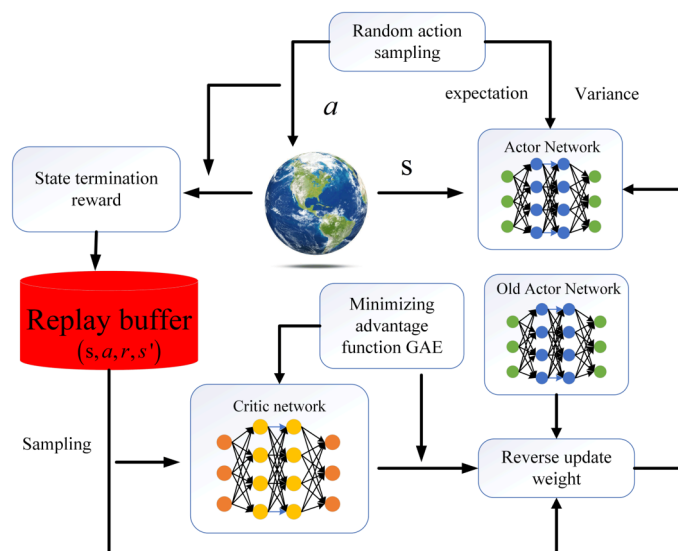 Random action
sampling
a
expectation
Variance
Actor Network
S
State termination
reward
Replay buffer
(s,a,r,s')
Minimizing
advantage
function GAE
Old Actor Network
Critic network
Sampling
Reverse update
weight